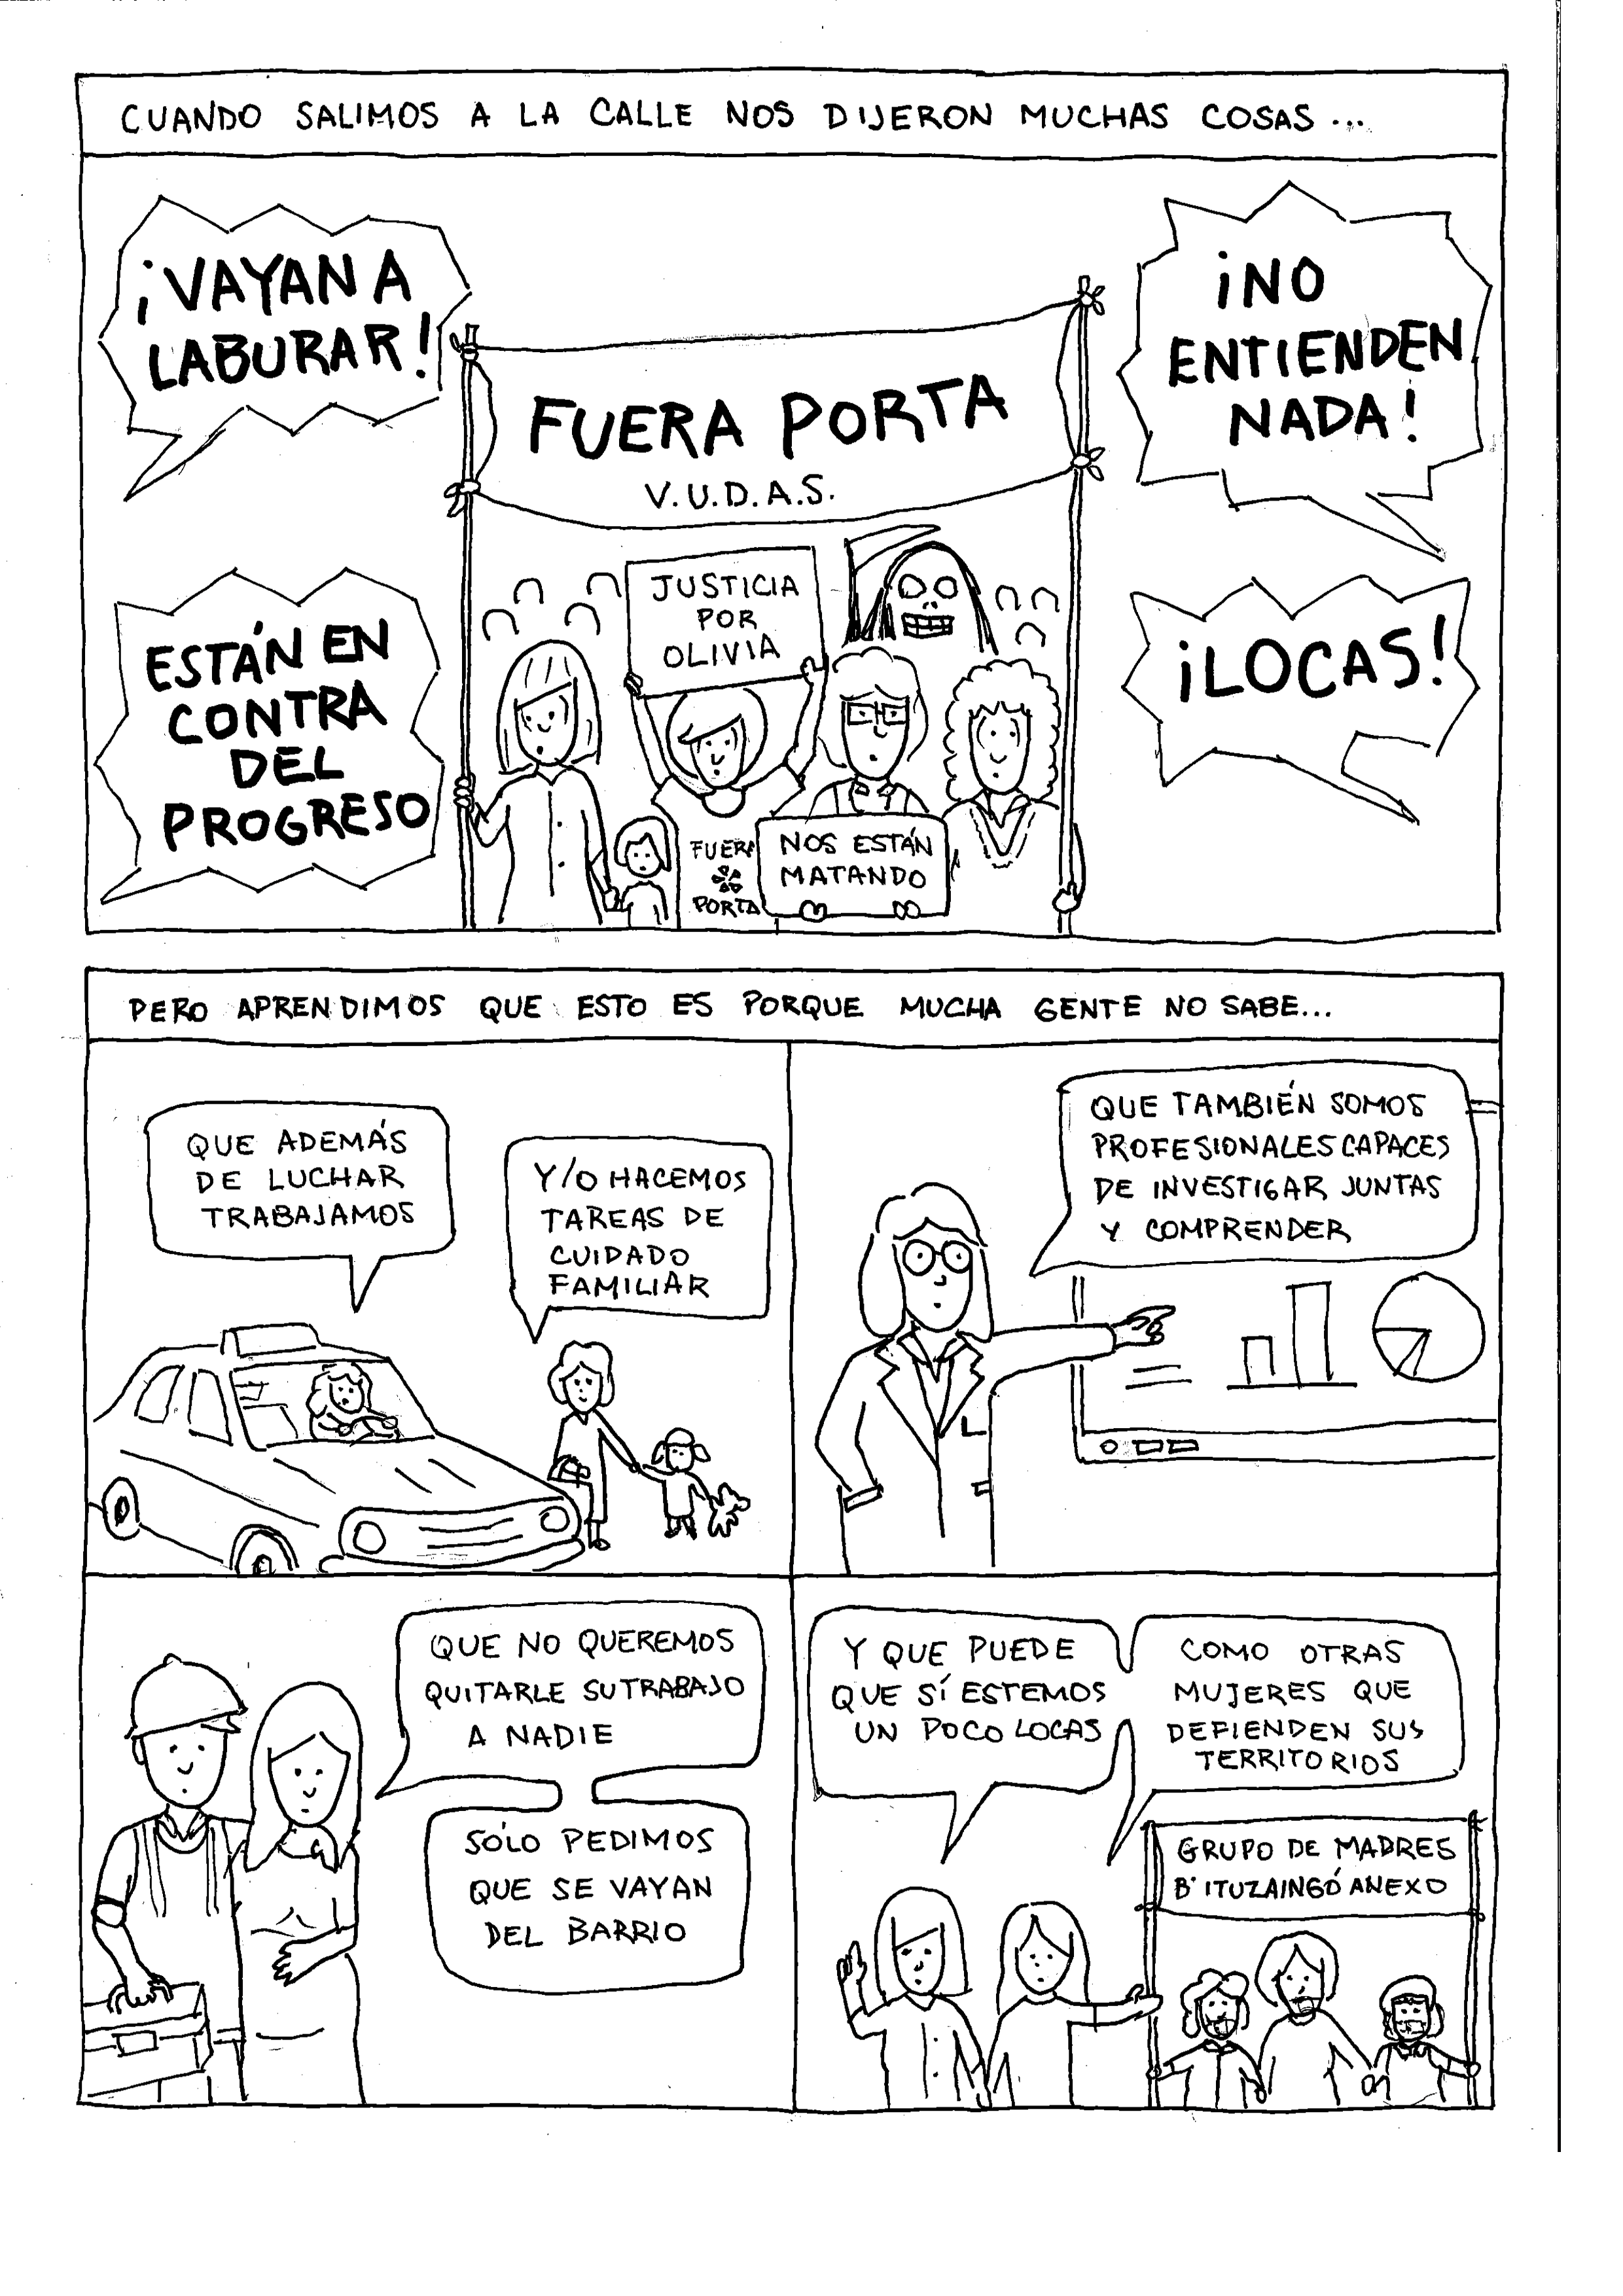 CUANDO SALIMOS A LA CALLE NOS DIJERON MUCHAS COSAS...
¡VAYAN A
LABURAR!
¡NO
ENTIENDEN
NADA!
FUERA PORTA
V.U.D.A.S.
ESTÁN EN
CONTRA
DEL
PROGRESO
¡LOCAS!
JUSTICIA
POR
OLIVIA
FUERA
PORTA
NOS ESTÁN
MATANDO
PERO APRENDIMOS QUE ESTO ES PORQUE MUCHA GENTE NO SABE...
QUE ADEMÁS
DE LUCHAR
TRABAJAMOS
Y/O HACEMOS
TAREAS DE
CUIDADO
FAMILIAR
QUE TAMBIÉN SOMOS
PROFESIONALES CAPACES
DE INVESTIGAR JUNTAS
Y COMPRENDER
QUE NO QUEREMOS
QUITARLE SU TRABAJO
A NADIE
SÓLO PEDIMOS
QUE SE VAYAN
DEL BARRIO
Y QUE PUEDE
QUE SÍ ESTEMOS
UN POCO LOCAS
COMO OTRAS
MUJERES QUE
DEFIENDEN SUS
TERRITORIOS
GRUPO DE MADRES
B° ITUZAINGÓ ANEXO